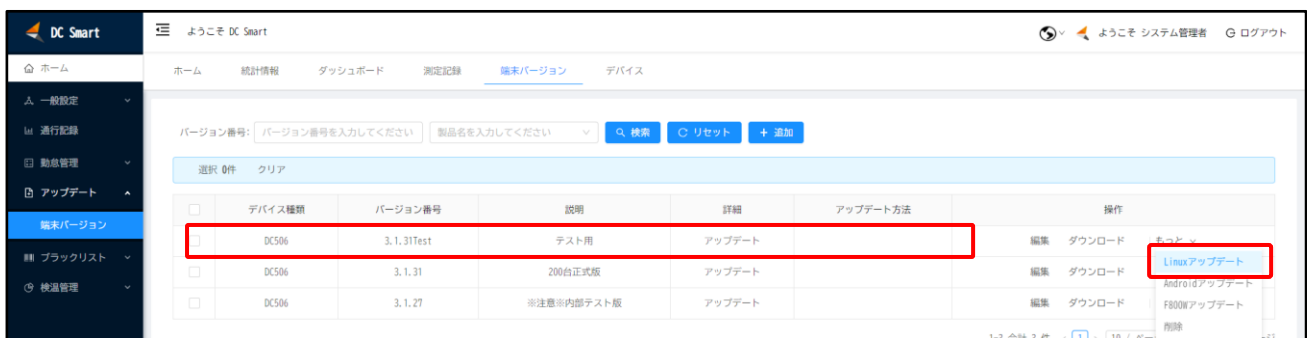 DC Smart
ようこそ DC Smart
ようこそ システム管理者 ログアウト
ホーム
ホーム 統計情報 ダッシュボード 測定記録 端末バージョン デバイス
一般設定
通行記録
勤怠管理
アップデート
端末バージョン
ブラックリスト
検温管理
バージョン番号: バージョン番号を入力してください 製品名を入力してください 検索 リセット + 追加
選択 0件 クリア
デバイス種類 バージョン番号 説明 詳細 アップデート方法 操作
DC506 3.1.31Test テスト用 アップデート 編集 ダウンロード もっと
DC506 3.1.31 200台正式版 アップデート 編集 ダウンロード
DC506 3.1.27 ※注意※内部テスト版 アップデート 編集 ダウンロード
Linuxアップデート
Androidアップデート
F800Wアップデート
削除